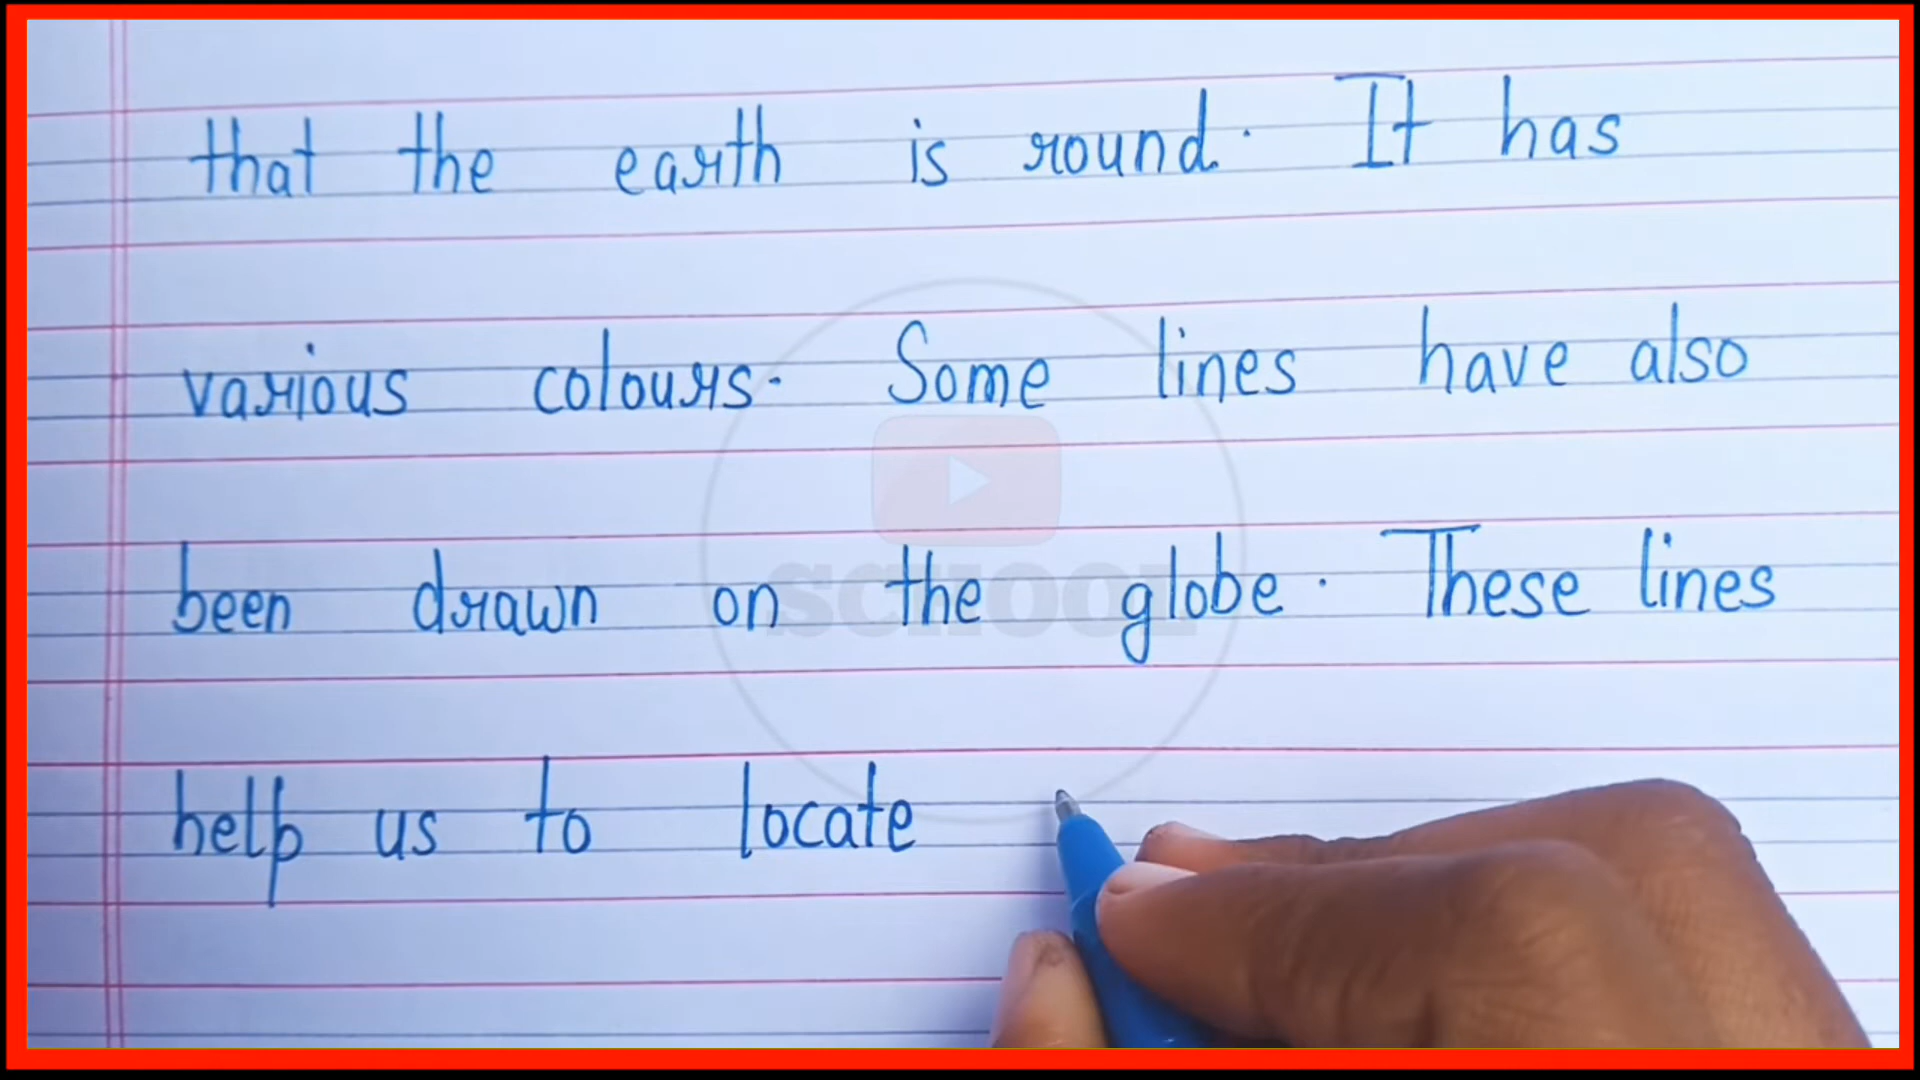 that the earth is round. It has
various colours. Some lines have also
been drawn on the globe. These lines
help us to locate
SCHOOL